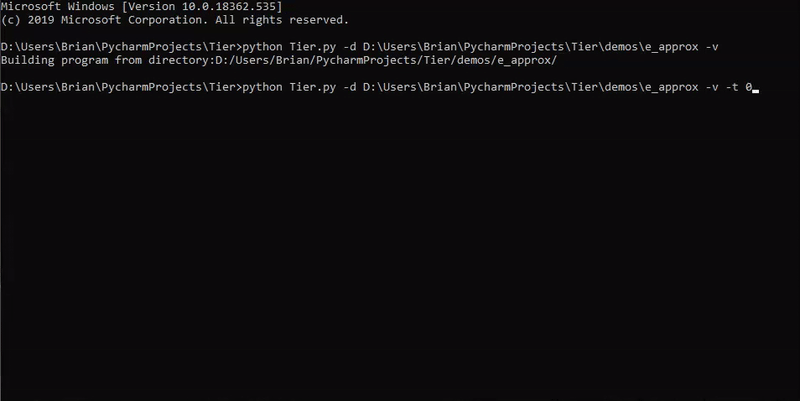 Microsoft Windows [Version 10.0.18362.535]
(c) 2019 Microsoft Corporation. All rights reserved.
D:\Users\Brian\PycharmProjects\Tier>python Tier.py -d D:\Users\Brian\PycharmProjects\Tier\demos\e_approx -v
Building program from directory:D:/Users/Brian/PycharmProjects/Tier/demos/e_approx/
D:\Users\Brian\PycharmProjects\Tier>python Tier.py -d D:\Users\Brian\PycharmProjects\Tier\demos\e_approx -v -t 0